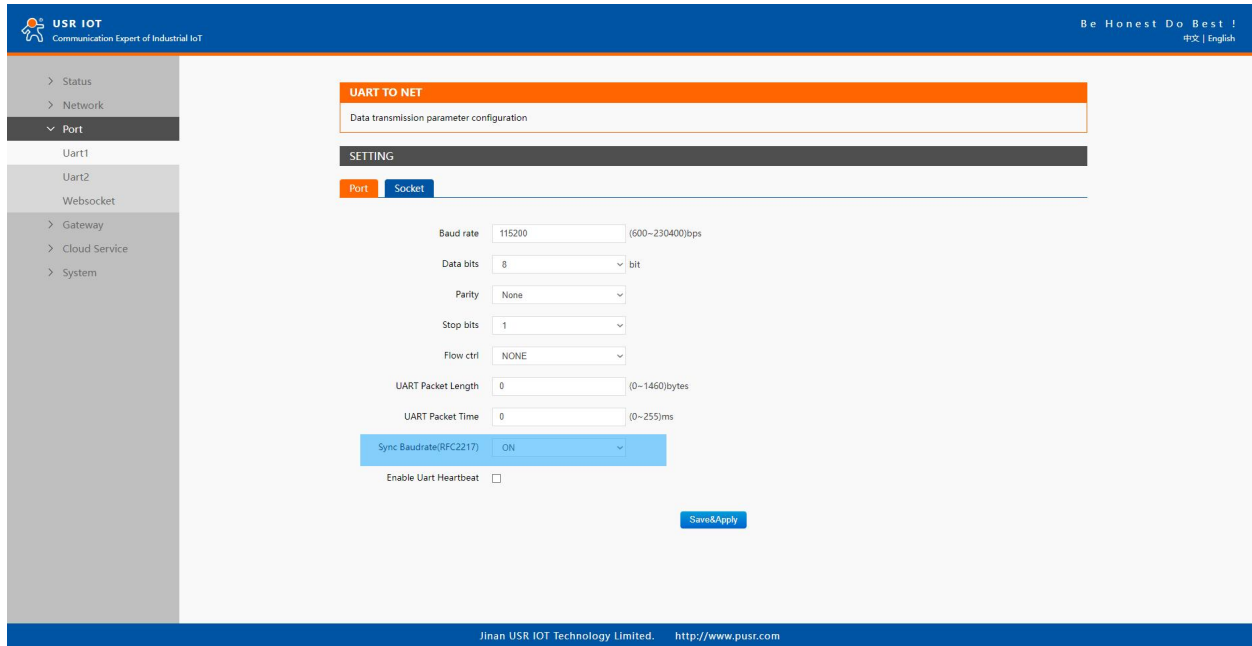 USR IOT
Communication Expert of Industrial IoT
Be Honest Do Best !
中文 | English
Status
Network
Port
Uart1
Uart2
Websocket
Gateway
Cloud Service
System
UART TO NET
Data transmission parameter configuration
SETTING
Port Socket
Baud rate 115200 (600~230400)bps
Data bits 8 bit
Parity None
Stop bits 1
Flow ctrl NONE
UART Packet Length 0 (0~1460)bytes
UART Packet Time 0 (0~255)ms
Sync Baudrate(RFC2217) ON
Enable Uart Heartbeat
Save&Apply
Jinan USR IOT Technology Limited. http://www.pusr.com